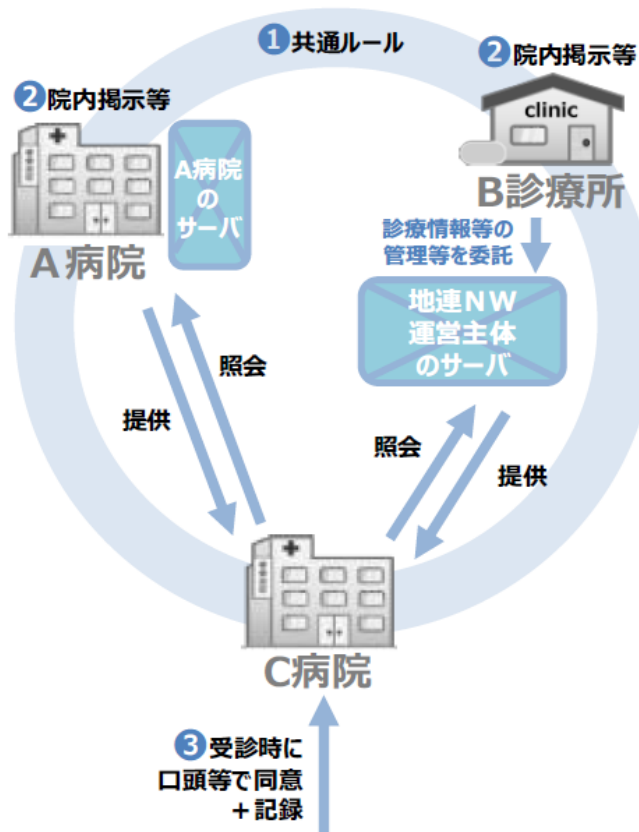 ❶共通ルール
❷院内掲示等
❷院内掲示等
clinic
A病院
の
サーバ
A病院
B診療所
診療情報等の
管理等を委託
地連NW
運営主体
のサーバ
照会
提供
照会
提供
C病院
❸受診時に
口頭等で同意
+記録